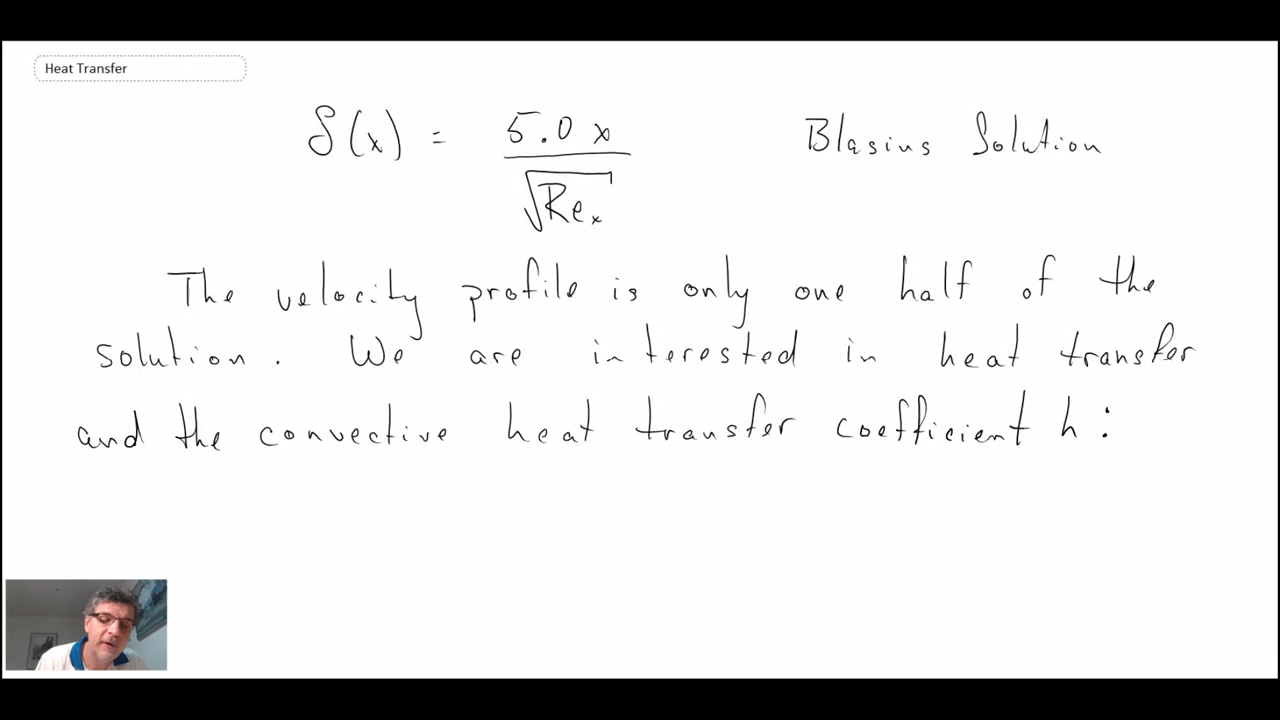 Heat Transfer
δ(x) = 5.0 x / √Reₓ Blasius Solution
The velocity profile is only one half of the
solution. We are interested in heat transfer
and the convective heat transfer coefficient h: